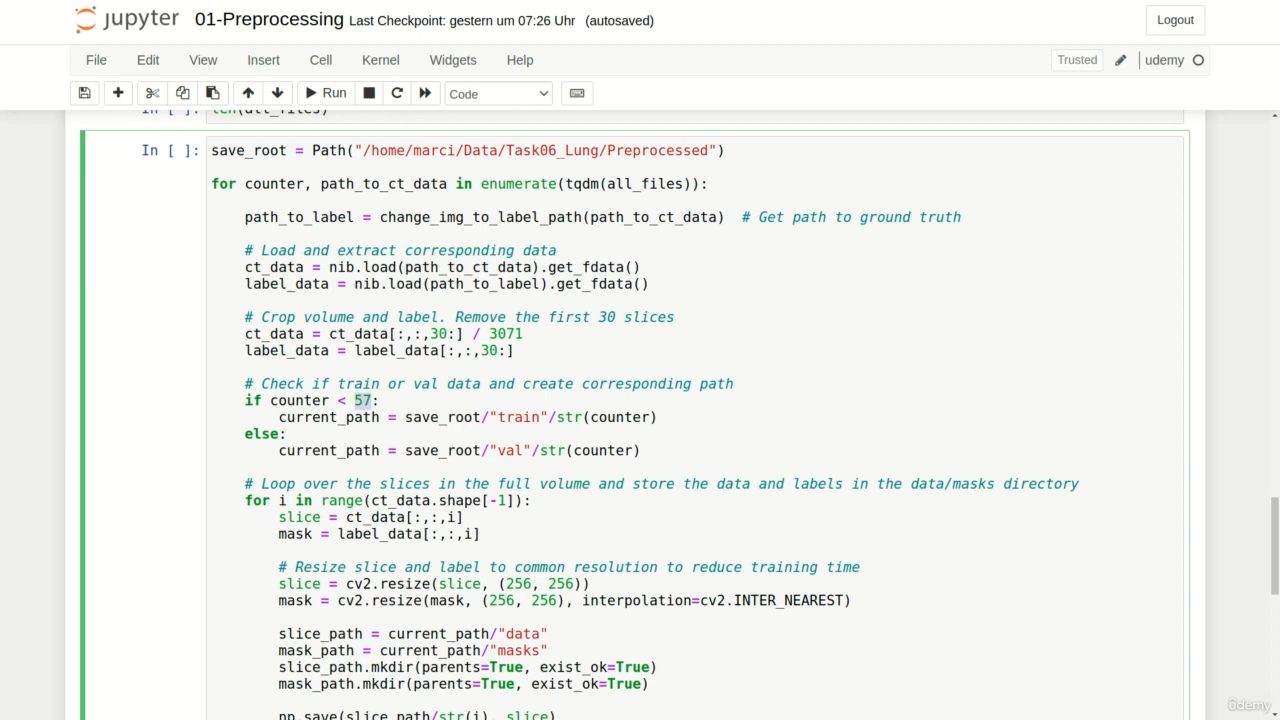 jupyter 01-Preprocessing Last Checkpoint: gestern um 07:26 Uhr (autosaved) Logout
File Edit View Insert Cell Kernel Widgets Help Trusted udemy
Run Code
In [ ]: len(all_files)
In [ ]: save_root = Path("/home/marci/Data/Task06_Lung/Preprocessed")
for counter, path_to_ct_data in enumerate(tqdm(all_files)):
path_to_label = change_img_to_label_path(path_to_ct_data)  # Get path to ground truth
# Load and extract corresponding data
ct_data = nib.load(path_to_ct_data).get_fdata()
label_data = nib.load(path_to_label).get_fdata()
# Crop volume and label. Remove the first 30 slices
ct_data = ct_data[:,:,30:] / 3071
label_data = label_data[:,:,30:]
# Check if train or val data and create corresponding path
if counter < 57:
current_path = save_root/"train"/str(counter)
else:
current_path = save_root/"val"/str(counter)
# Loop over the slices in the full volume and store the data and labels in the data/masks directory
for i in range(ct_data.shape[-1]):
slice = ct_data[:,:,i]
mask = label_data[:,:,i]
# Resize slice and label to common resolution to reduce training time
slice = cv2.resize(slice, (256, 256))
mask = cv2.resize(mask, (256, 256), interpolation=cv2.INTER_NEAREST)
slice_path = current_path/"data"
mask_path = current_path/"masks"
slice_path.mkdir(parents=True, exist_ok=True)
mask_path.mkdir(parents=True, exist_ok=True)
np.save(slice_path/str(i), slice)
ûdemy